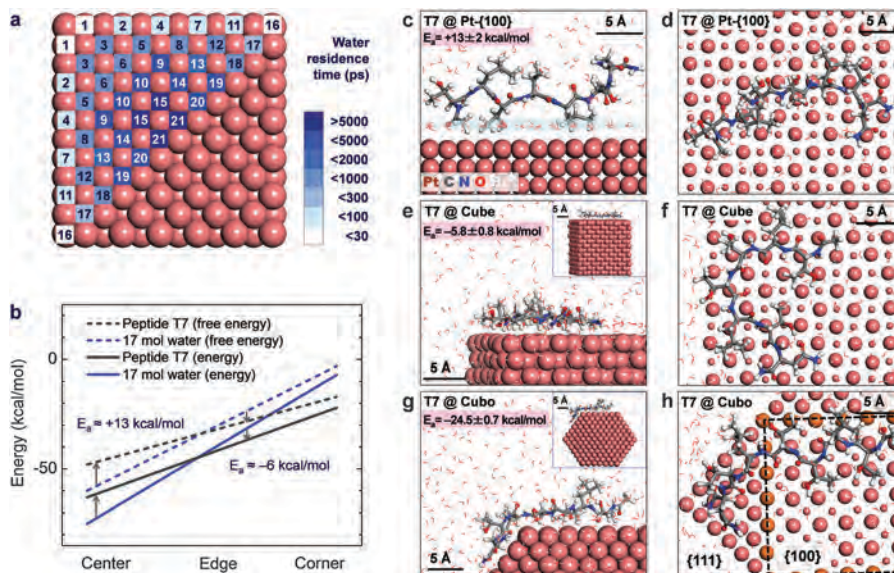 a
1 2 4 7 11 16
1 3 5 8 12 17
3 6 9 13 18
2 6 10 14 19
5 10 15 20
4 9 15 21
8 14 21
7 13 20
12 19
11 18
17
16
Water
residence
time (ps)
>5000
<5000
<2000
<1000
<300
<100
<30
b
Peptide T7 (free energy)
17 mol water (free energy)
Peptide T7 (energy)
17 mol water (energy)
0
-50
Energy (kcal/mol)
Ea = +13 kcal/mol
Ea ≈ –6 kcal/mol
Center Edge Corner
c T7 @ Pt-{100}
5 Å
Ea= +13±2 kcal/mol
Pt C N O
d T7 @ Pt-{100}
5 Å
e T7 @ Cube
5 Å
Ea= –5.8±0.8 kcal/mol
5 Å
f T7 @ Cube
5 Å
g T7 @ Cubo
5 Å
Ea= –24.5±0.7 kcal/mol
5 Å
h T7 @ Cubo
5 Å
{111}
{100}